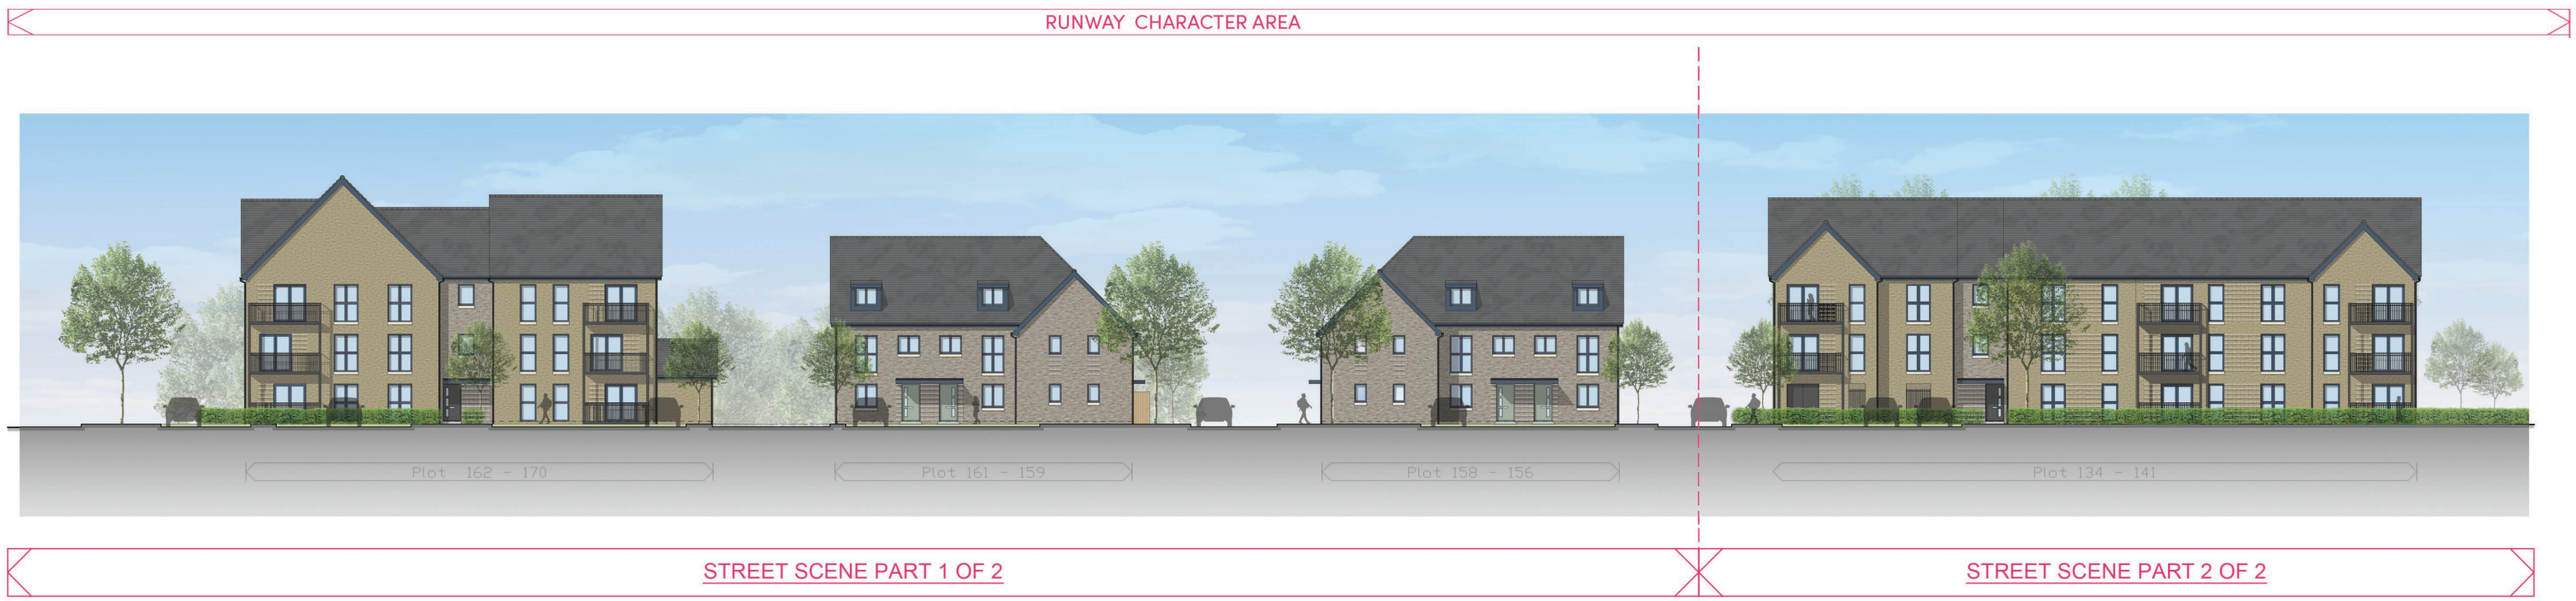 RUNWAY CHARACTER AREA
Plot 162 - 170
Plot 161 - 159
Plot 158 - 156
Plot 134 - 141
STREET SCENE PART 1 OF 2
STREET SCENE PART 2 OF 2